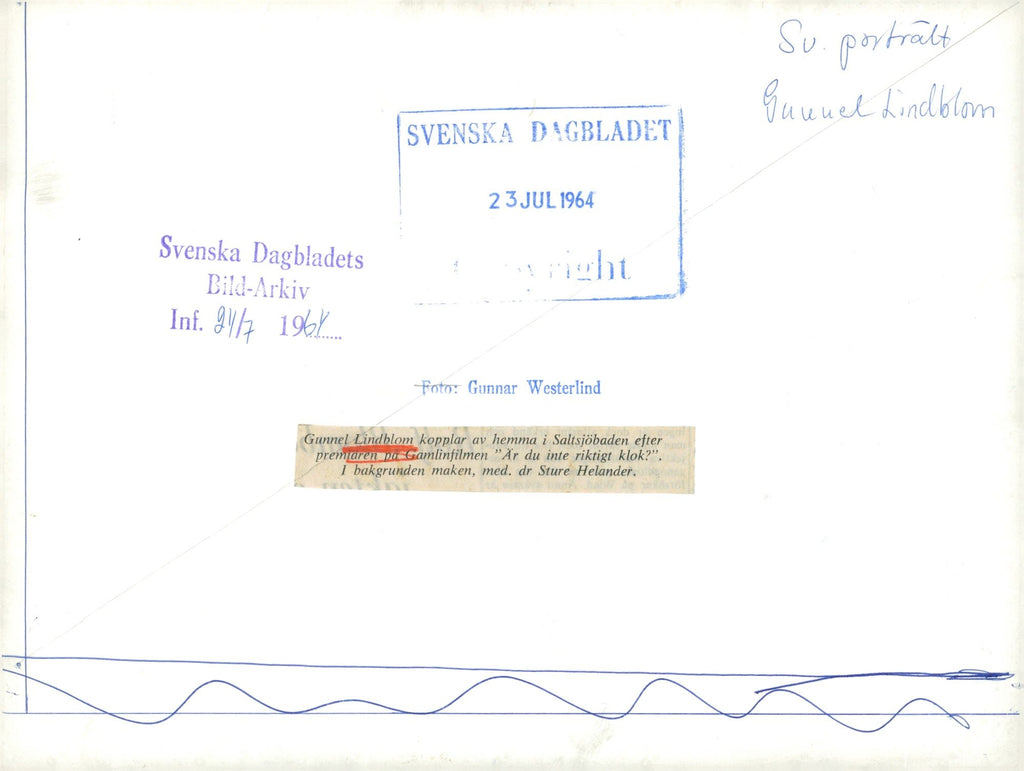 Sv. porträtt
Gunnel Lindblom
SVENSKA DAGBLADET
23 JUL 1964
Copyright
Svenska Dagbladets
Bild-Arkiv
Inf. 24/7 1964
Foto: Gunnar Westerlind
Gunnel Lindblom kopplar av hemma i Saltsjöbaden efter
premiären på Gamlinfilmen "Är du inte riktigt klok?".
I bakgrunden maken, med. dr Sture Helander.